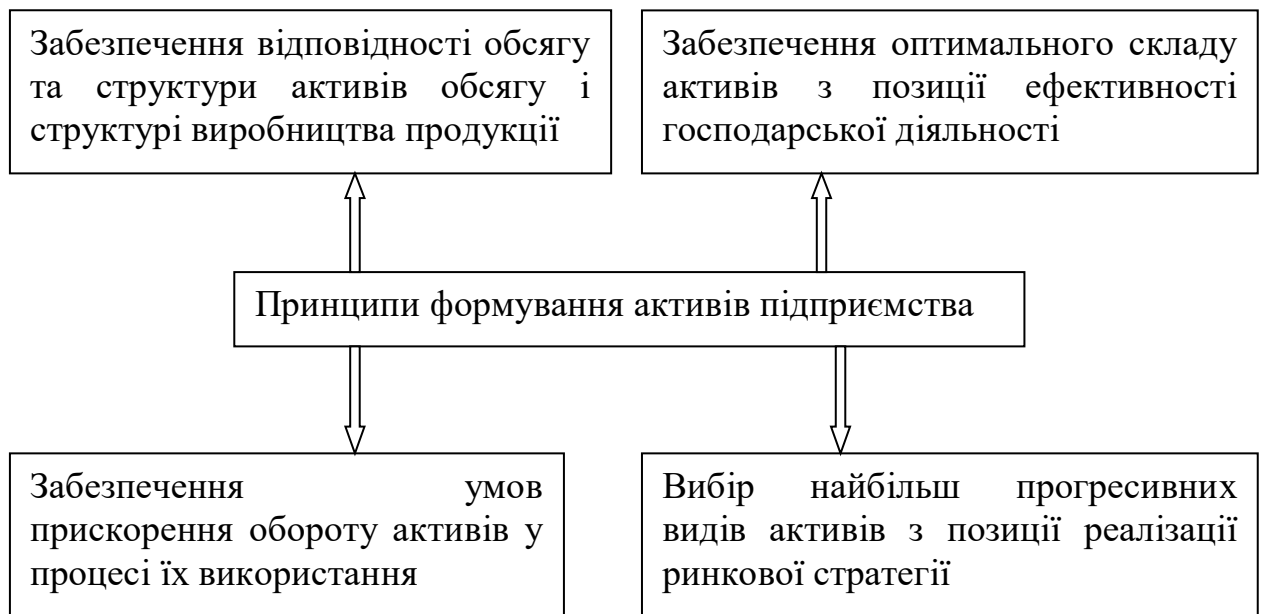 Забезпечення відповідності обсягу
та структури активів обсягу і
структурі виробництва продукції
Забезпечення оптимального складу
активів з позиції ефективності
господарської діяльності
Принципи формування активів підприємства
Забезпечення умов
прискорення обороту активів у
процесі їх використання
Вибір найбільш прогресивних
видів активів з позиції реалізації
ринкової стратегії